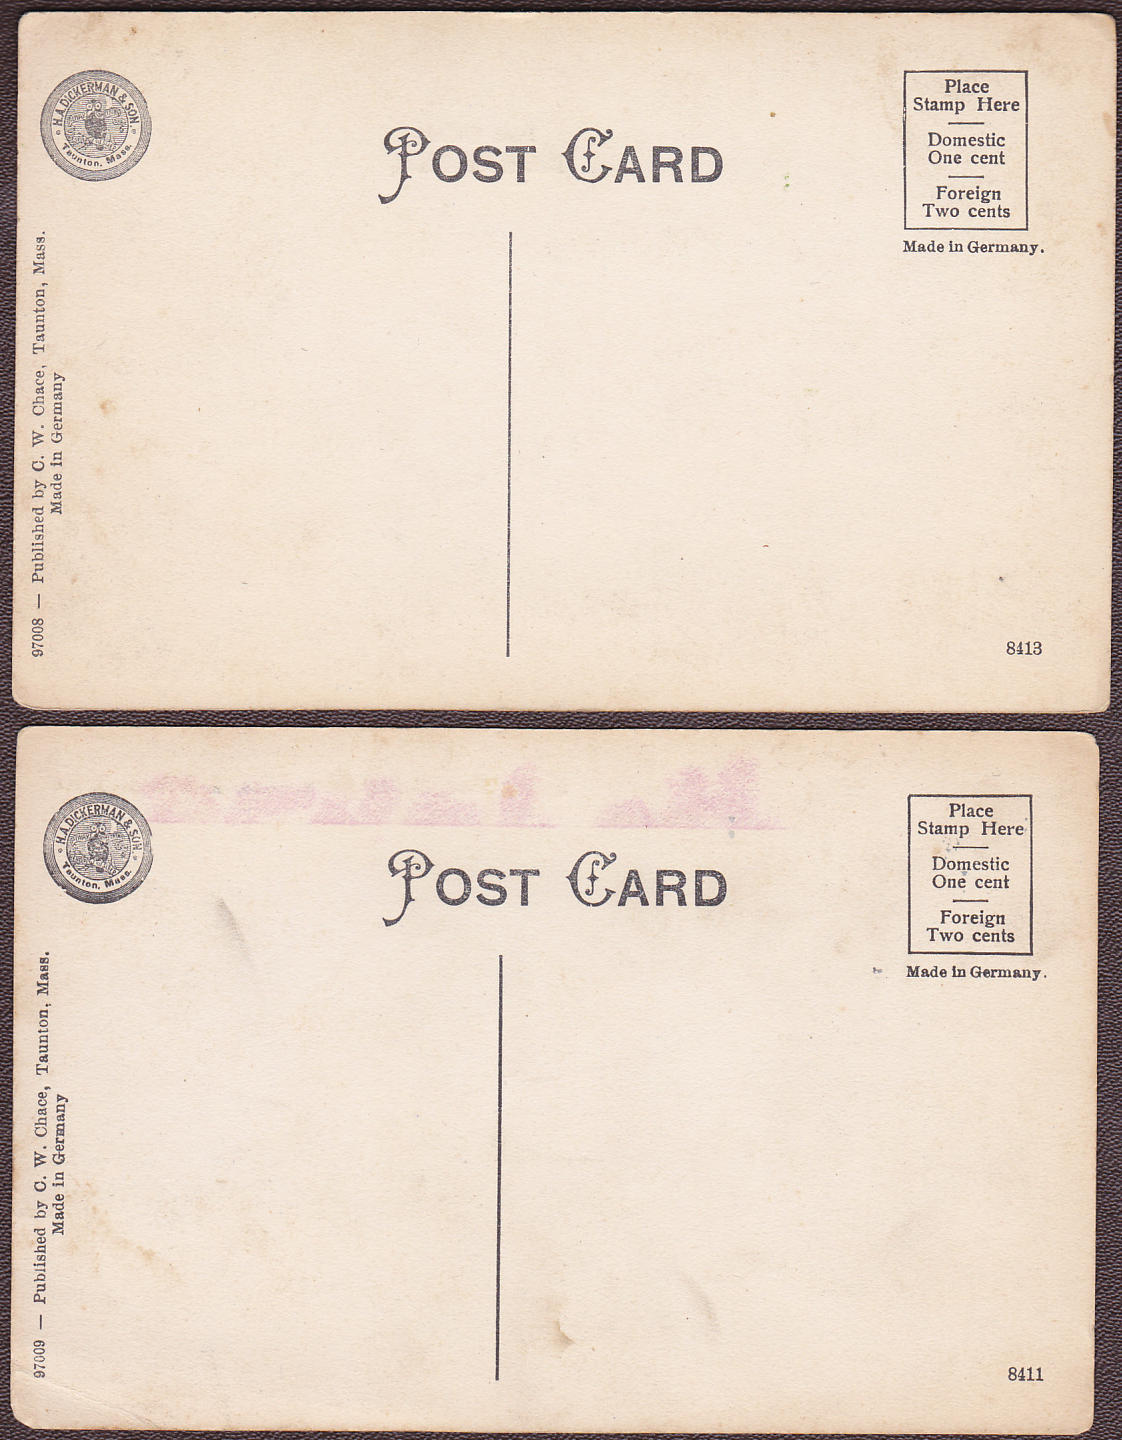 H. A. DICKERMAN & SON
Taunton, Mass.
POST CARD
Place
Stamp Here
Domestic
One cent
Foreign
Two cents
Made in Germany.
97008 — Published by C. W. Chace, Taunton, Mass.
Made in Germany
8413
H. A. DICKERMAN & SON
Taunton, Mass.
POST CARD
Place
Stamp Here
Domestic
One cent
Foreign
Two cents
Made in Germany.
97009 — Published by C. W. Chace, Taunton, Mass.
Made in Germany
8411